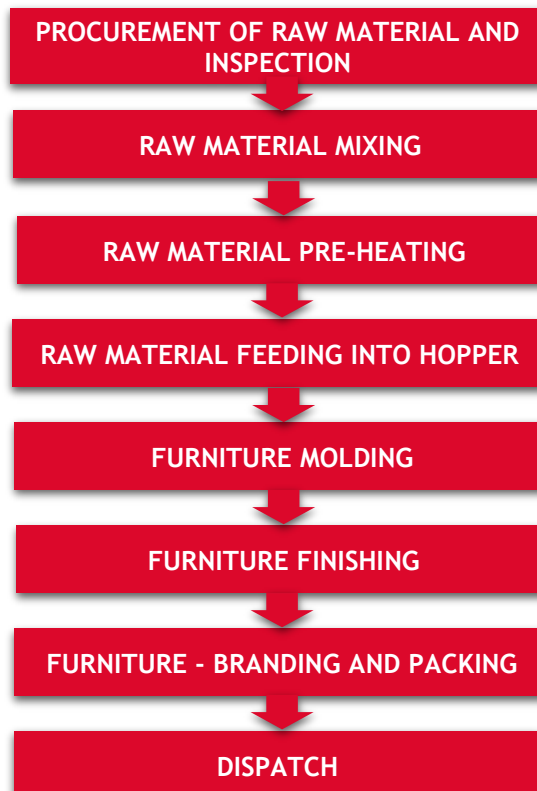 PROCUREMENT OF RAW MATERIAL AND
INSPECTION
RAW MATERIAL MIXING
RAW MATERIAL PRE-HEATING
RAW MATERIAL FEEDING INTO HOPPER
FURNITURE MOLDING
FURNITURE FINISHING
FURNITURE - BRANDING AND PACKING
DISPATCH